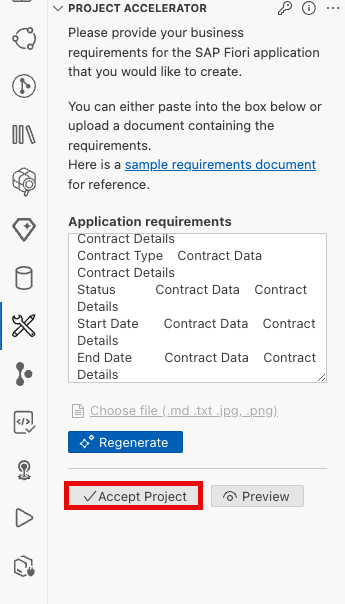 PROJECT ACCELERATOR
Please provide your business
requirements for the SAP Fiori application
that you would like to create.
You can either paste into the box below or
upload a document containing the
requirements.
Here is a sample requirements document
for reference.
Application requirements
Contract Details
Contract Type    Contract Data
Contract Details
Status    Contract Data    Contract
Details
Start Date    Contract Data    Contract
Details
End Date    Contract Data    Contract
Details
Choose file (.md .txt .jpg, .png)
Regenerate
Accept Project    Preview